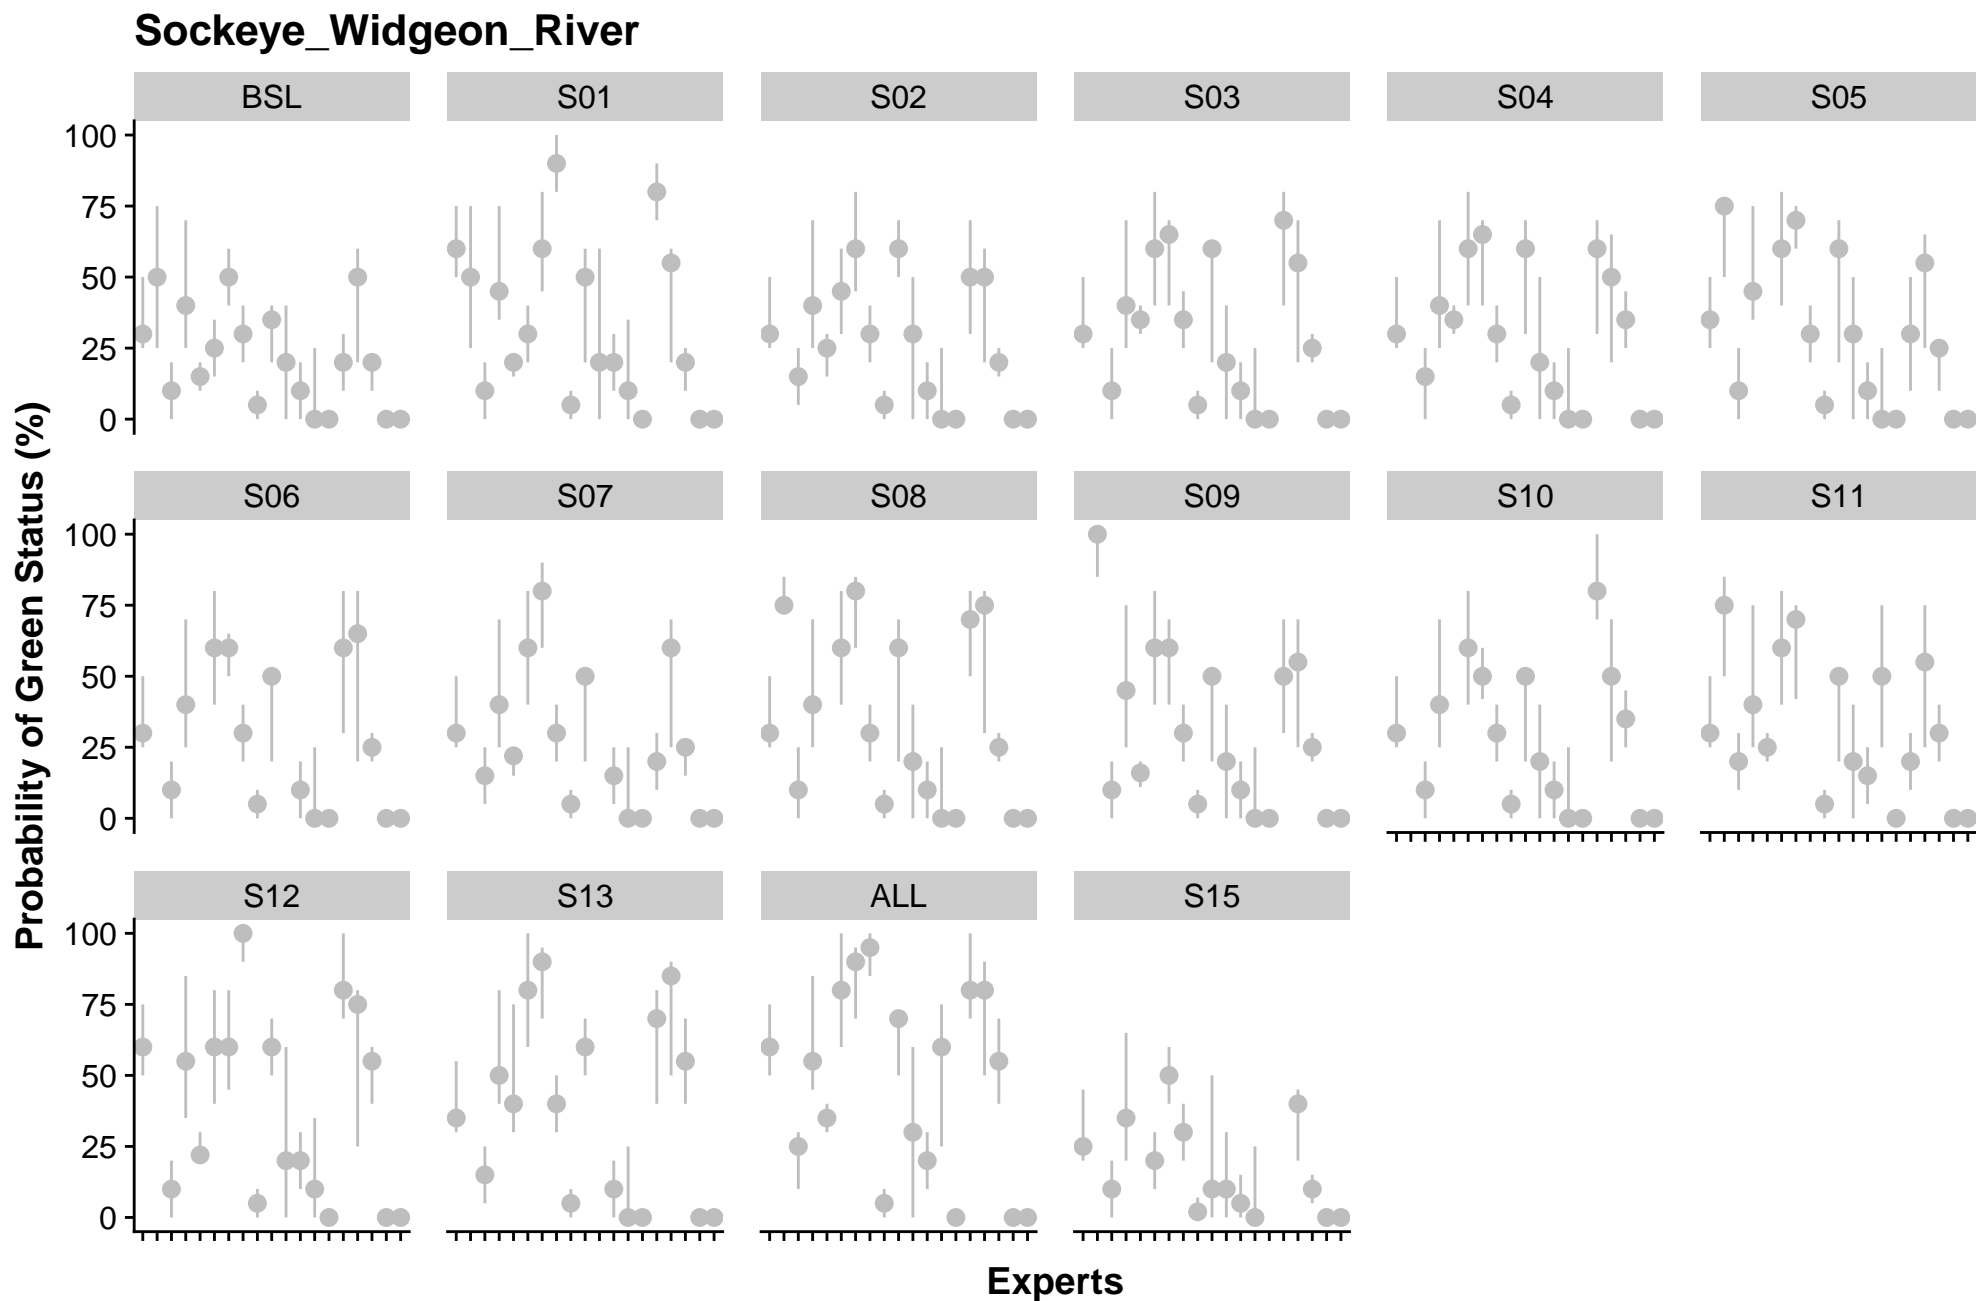 Sockeye_Widgeon_River
BSL S01 S02 S03 S04 S05
100
75
50
25
0
S06 S07 S08 S09 S10 S11
100
75
50
25
0
S12 S13 ALL S15
100
75
50
25
0
Probability of Green Status (%)
Experts